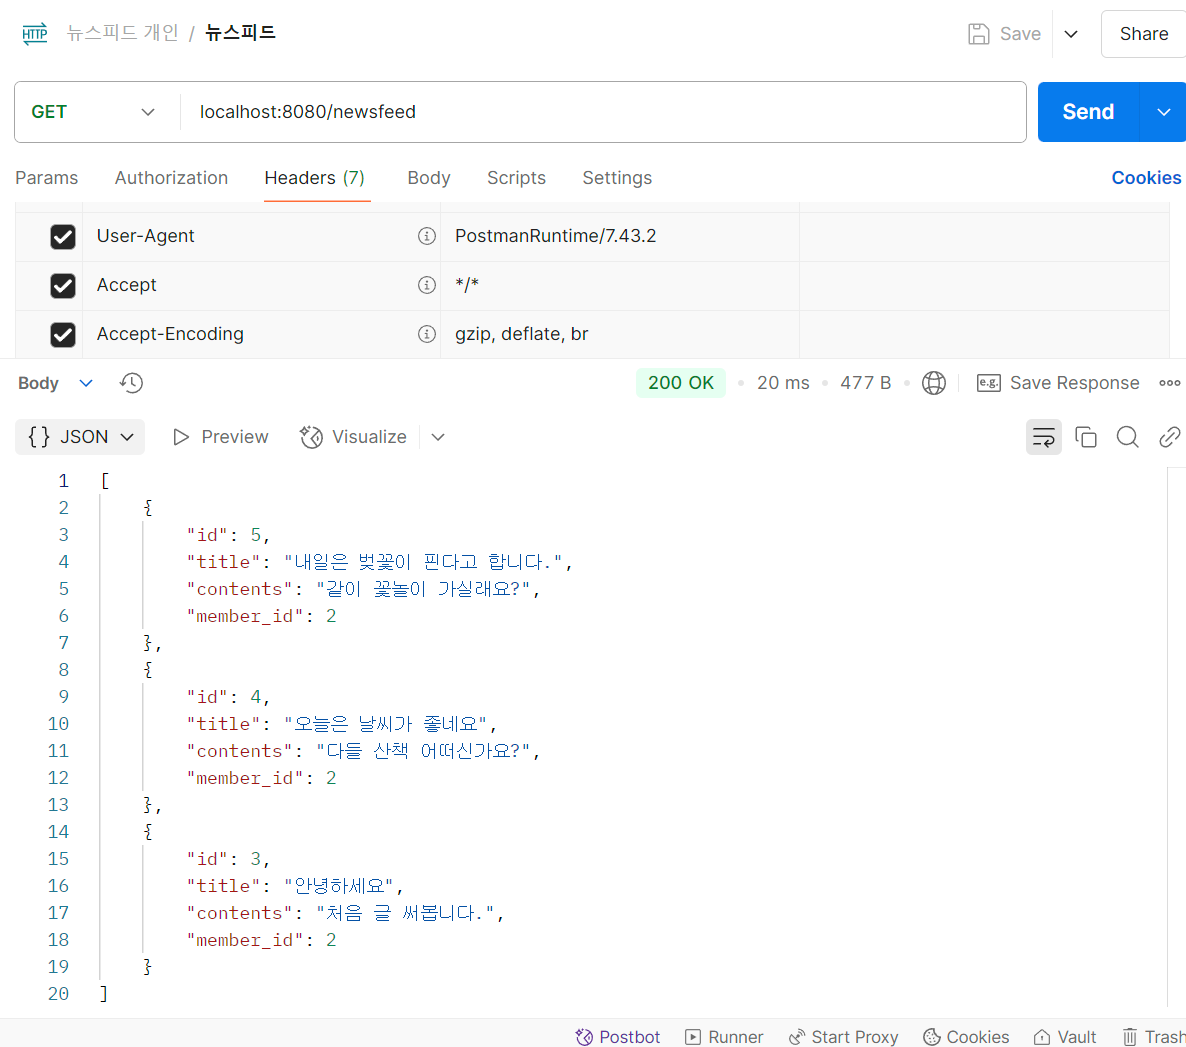 HTTP 뉴스피드 개인 / 뉴스피드 Save Share
GET localhost:8080/newsfeed Send
Params Authorization Headers (7) Body Scripts Settings Cookies
User-Agent PostmanRuntime/7.43.2
Accept */*
Accept-Encoding gzip, deflate, br
Body 200 OK 20 ms 477 B e.g. Save Response
{} JSON Preview Visualize
1 [
2 {
3 "id": 5,
4 "title": "내일은 벚꽃이 핀다고 합니다.",
5 "contents": "같이 꽃놀이 가실래요?",
6 "member_id": 2
7 },
8 {
9 "id": 4,
10 "title": "오늘은 날씨가 좋네요",
11 "contents": "다들 산책 어떠신가요?",
12 "member_id": 2
13 },
14 {
15 "id": 3,
16 "title": "안녕하세요",
17 "contents": "처음 글 써봅니다.",
18 "member_id": 2
19 }
20 ]
Postbot Runner Start Proxy Cookies Vault Trash